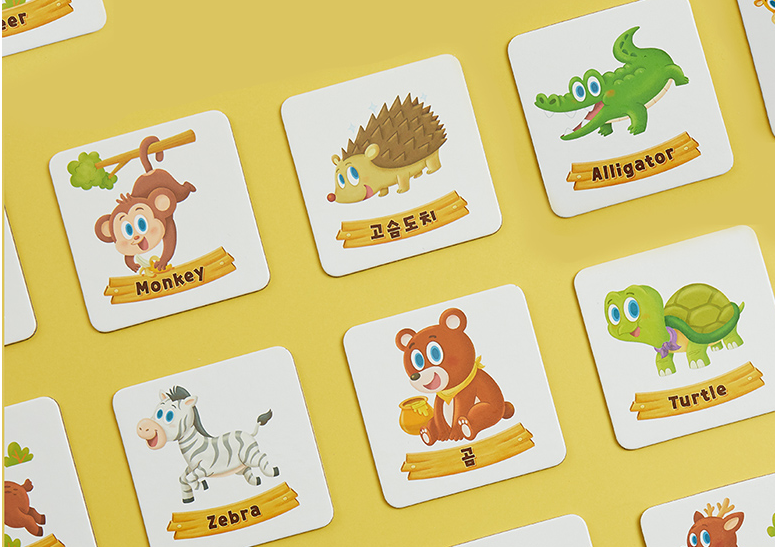 eer
Monkey
고슴도치
Alligator
Zebra
곰
Turtle